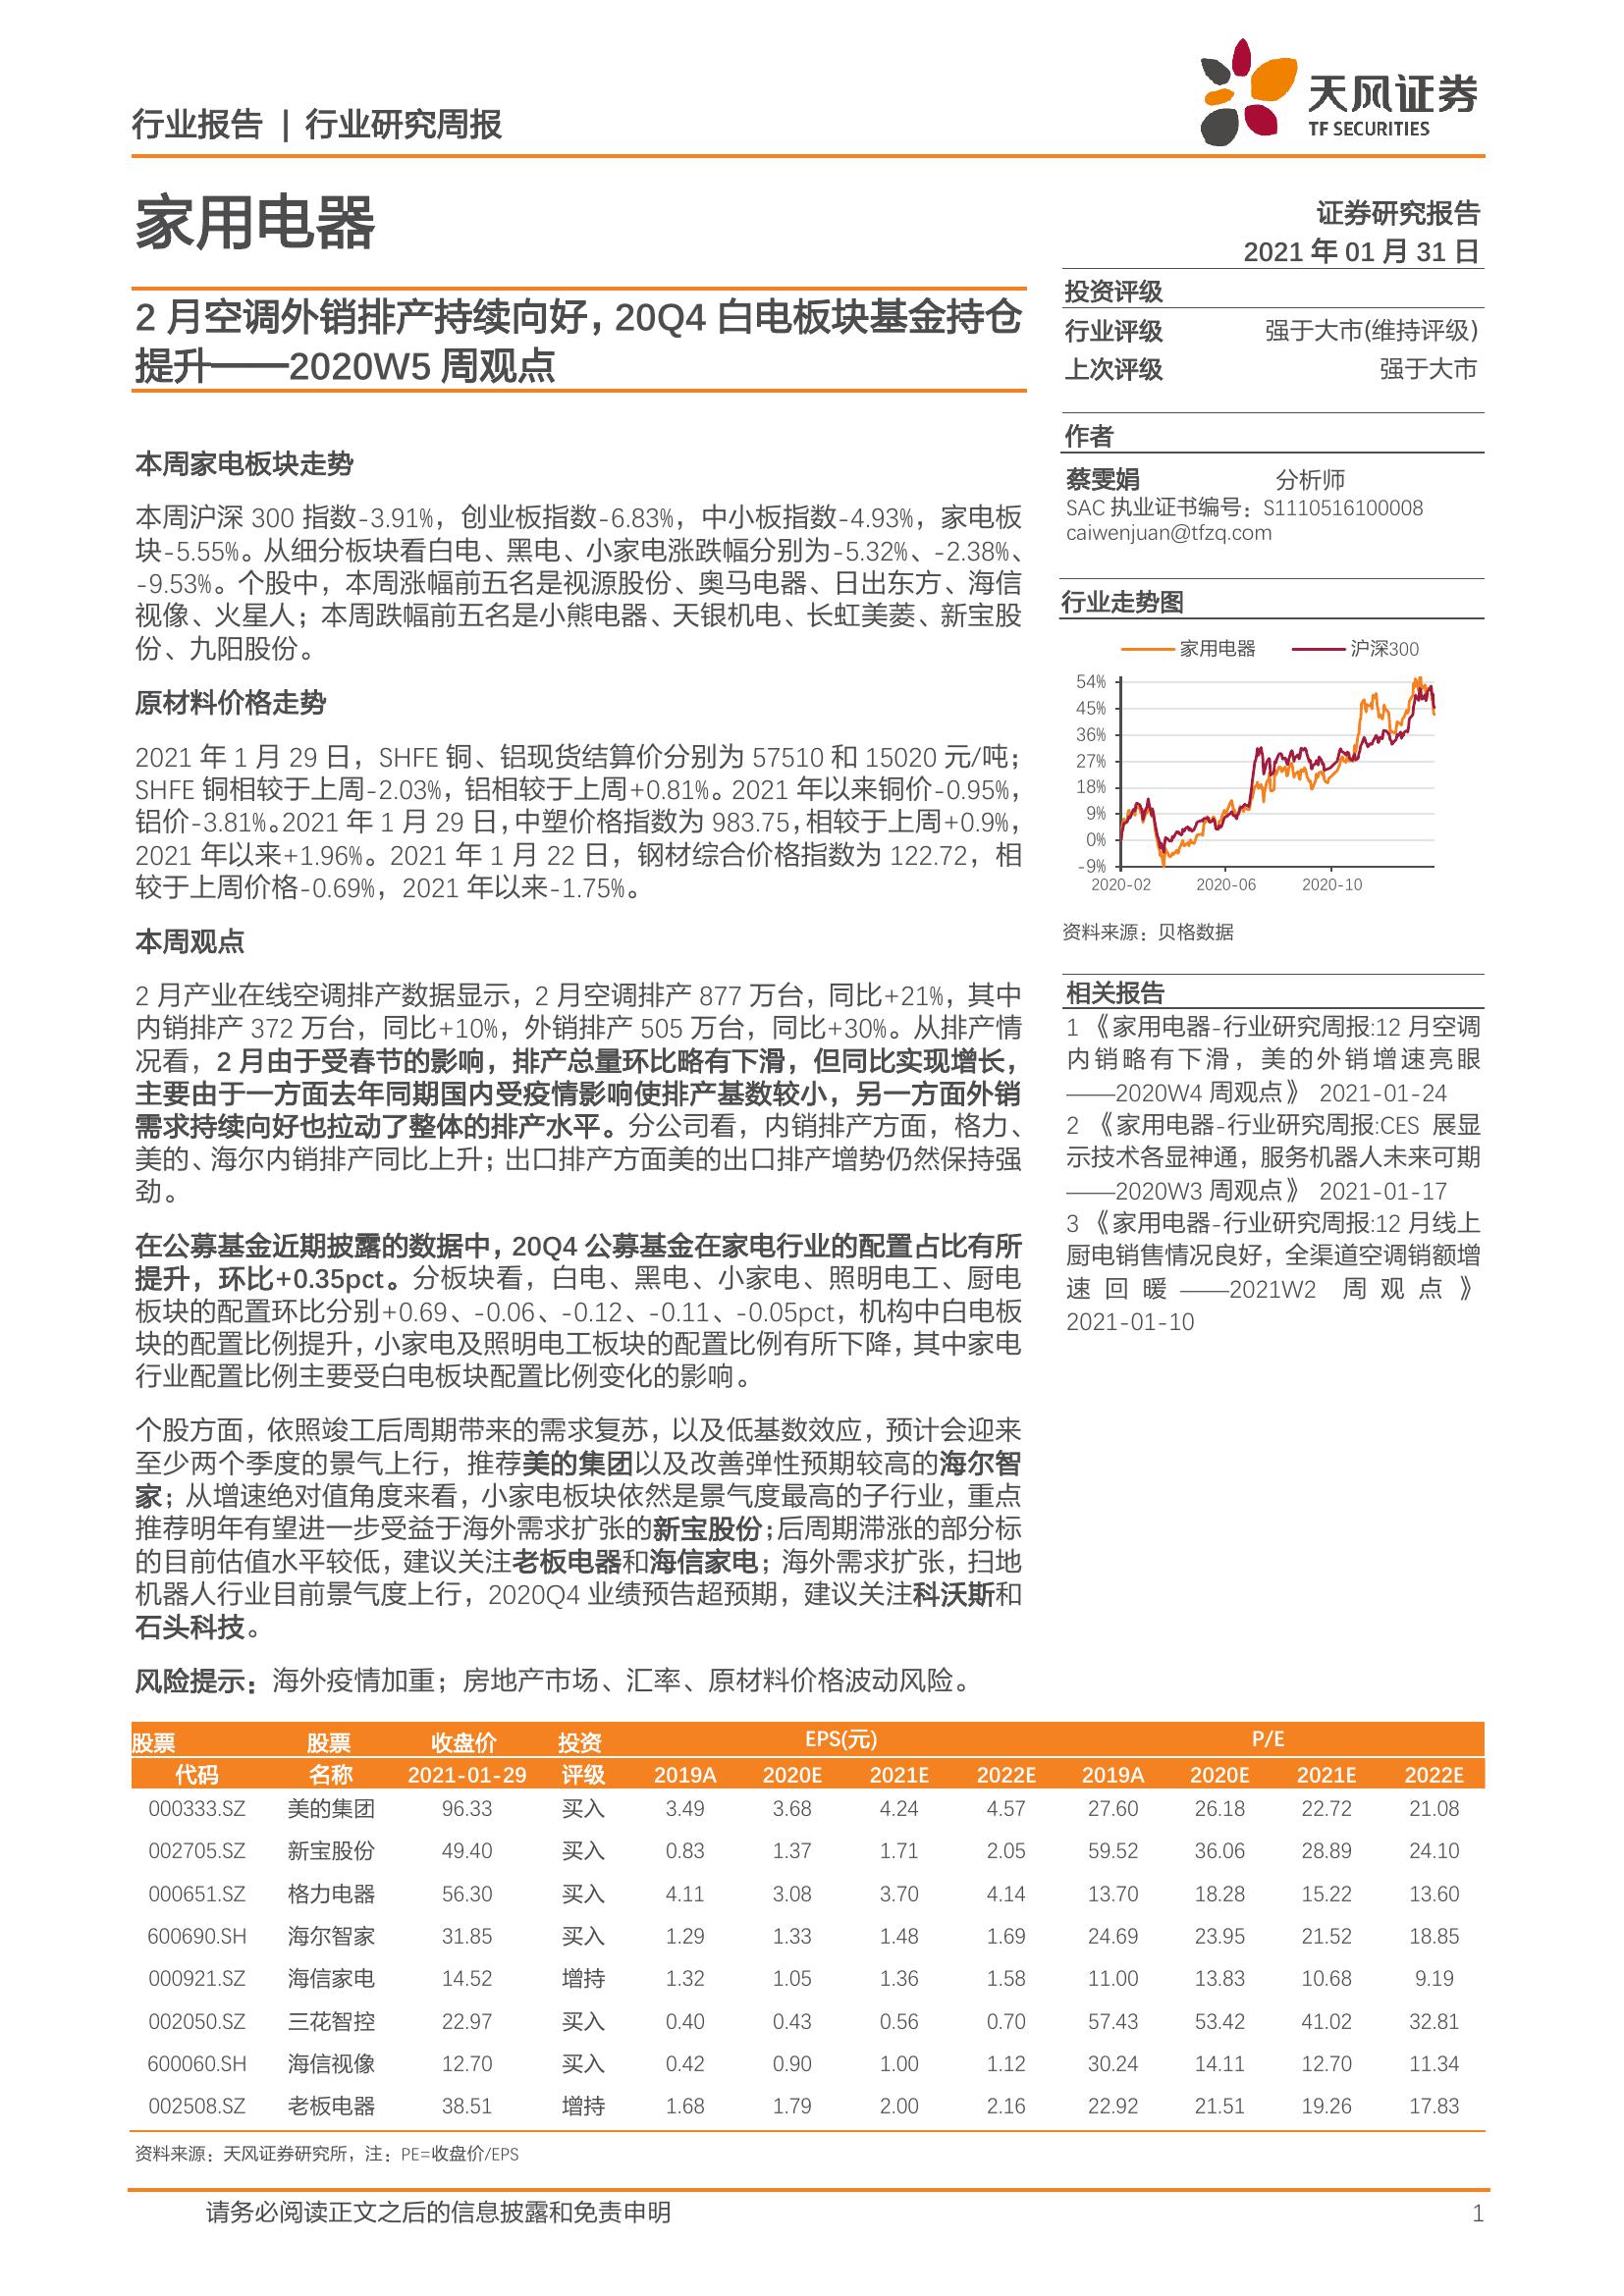 行业报告 | 行业研究周报
天风证券
TF SECURITIES
家用电器
证券研究报告
2021 年 01 月 31 日
2 月空调外销排产持续向好，20Q4 白电板块基金持仓
提升——2020W5 周观点
本周家电板块走势
本周沪深 300 指数-3.91%，创业板指数-6.83%，中小板指数-4.93%，家电板
块-5.55%。从细分板块看白电、黑电、小家电涨跌幅分别为-5.32%、-2.38%、
-9.53%。个股中，本周涨幅前五名是视源股份、奥马电器、日出东方、海信
视像、火星人；本周跌幅前五名是小熊电器、天银机电、长虹美菱、新宝股
份、九阳股份。
原材料价格走势
2021 年 1 月 29 日，SHFE 铜、铝现货结算价分别为 57510 和 15020 元/吨；
SHFE 铜相较于上周-2.03%，铝相较于上周+0.81%。2021 年以来铜价-0.95%，
铝价-3.81%。2021 年 1 月 29 日，中塑价格指数为 983.75，相较于上周+0.9%，
2021 年以来+1.96%。2021 年 1 月 22 日，钢材综合价格指数为 122.72，相
较于上周价格-0.69%，2021 年以来-1.75%。
本周观点
2 月产业在线空调排产数据显示，2 月空调排产 877 万台，同比+21%，其中
内销排产 372 万台，同比+10%，外销排产 505 万台，同比+30%。从排产情
况看，2 月由于受春节的影响，排产总量环比略有下滑，但同比实现增长，
主要由于一方面去年同期国内受疫情影响使排产基数较小，另一方面外销
需求持续向好也拉动了整体的排产水平。分公司看，内销排产方面，格力、
美的、海尔内销排产同比上升；出口排产方面美的出口排产增势仍然保持强
劲。
在公募基金近期披露的数据中，20Q4 公募基金在家电行业的配置占比有所
提升，环比+0.35pct。分板块看，白电、黑电、小家电、照明电工、厨电
板块的配置环比分别+0.69、-0.06、-0.12、-0.11、-0.05pct，机构中白电板
块的配置比例提升，小家电及照明电工板块的配置比例有所下降，其中家电
行业配置比例主要受白电板块配置比例变化的影响。
个股方面，依照竣工后周期带来的需求复苏，以及低基数效应，预计会迎来
至少两个季度的景气上行，推荐美的集团以及改善弹性预期较高的海尔智
家；从增速绝对值角度来看，小家电板块依然是景气度最高的子行业，重点
推荐明年有望进一步受益于海外需求扩张的新宝股份；后周期滞涨的部分标
的目前估值水平较低，建议关注老板电器和海信家电；海外需求扩张，扫地
机器人行业目前景气度上行，2020Q4 业绩预告超预期，建议关注科沃斯和
石头科技。
风险提示：海外疫情加重；房地产市场、汇率、原材料价格波动风险。
投资评级
行业评级 强于大市(维持评级)
上次评级 强于大市
作者
蔡雯娟 分析师
SAC 执业证书编号：S1110516100008
caiwenjuan@tfzq.com
行业走势图
家用电器 沪深300
54%
45%
36%
27%
18%
9%
0%
-9%
2020-02 2020-06 2020-10
资料来源：贝格数据
相关报告
1 《家用电器-行业研究周报:12 月空调
内销略有下滑，美的外销增速亮眼
——2020W4 周观点》 2021-01-24
2 《家用电器-行业研究周报:CES 展显
示技术各显神通，服务机器人未来可期
——2020W3 周观点》 2021-01-17
3 《家用电器-行业研究周报:12 月线上
厨电销售情况良好，全渠道空调销额增
速回暖——2021W2 周观点》
2021-01-10
股票 股票 收盘价 投资 EPS(元) P/E
代码 名称 2021-01-29 评级 2019A 2020E 2021E 2022E 2019A 2020E 2021E 2022E
000333.SZ 美的集团 96.33 买入 3.49 3.68 4.24 4.57 27.60 26.18 22.72 21.08
002705.SZ 新宝股份 49.40 买入 0.83 1.37 1.71 2.05 59.52 36.06 28.89 24.10
000651.SZ 格力电器 56.30 买入 4.11 3.08 3.70 4.14 13.70 18.28 15.22 13.60
600690.SH 海尔智家 31.85 买入 1.29 1.33 1.48 1.69 24.69 23.95 21.52 18.85
000921.SZ 海信家电 14.52 增持 1.32 1.05 1.36 1.58 11.00 13.83 10.68 9.19
002050.SZ 三花智控 22.97 买入 0.40 0.43 0.56 0.70 57.43 53.42 41.02 32.81
600060.SH 海信视像 12.70 买入 0.42 0.90 1.00 1.12 30.24 14.11 12.70 11.34
002508.SZ 老板电器 38.51 增持 1.68 1.79 2.00 2.16 22.92 21.51 19.26 17.83
资料来源：天风证券研究所，注：PE=收盘价/EPS
请务必阅读正文之后的信息披露和免责申明 1